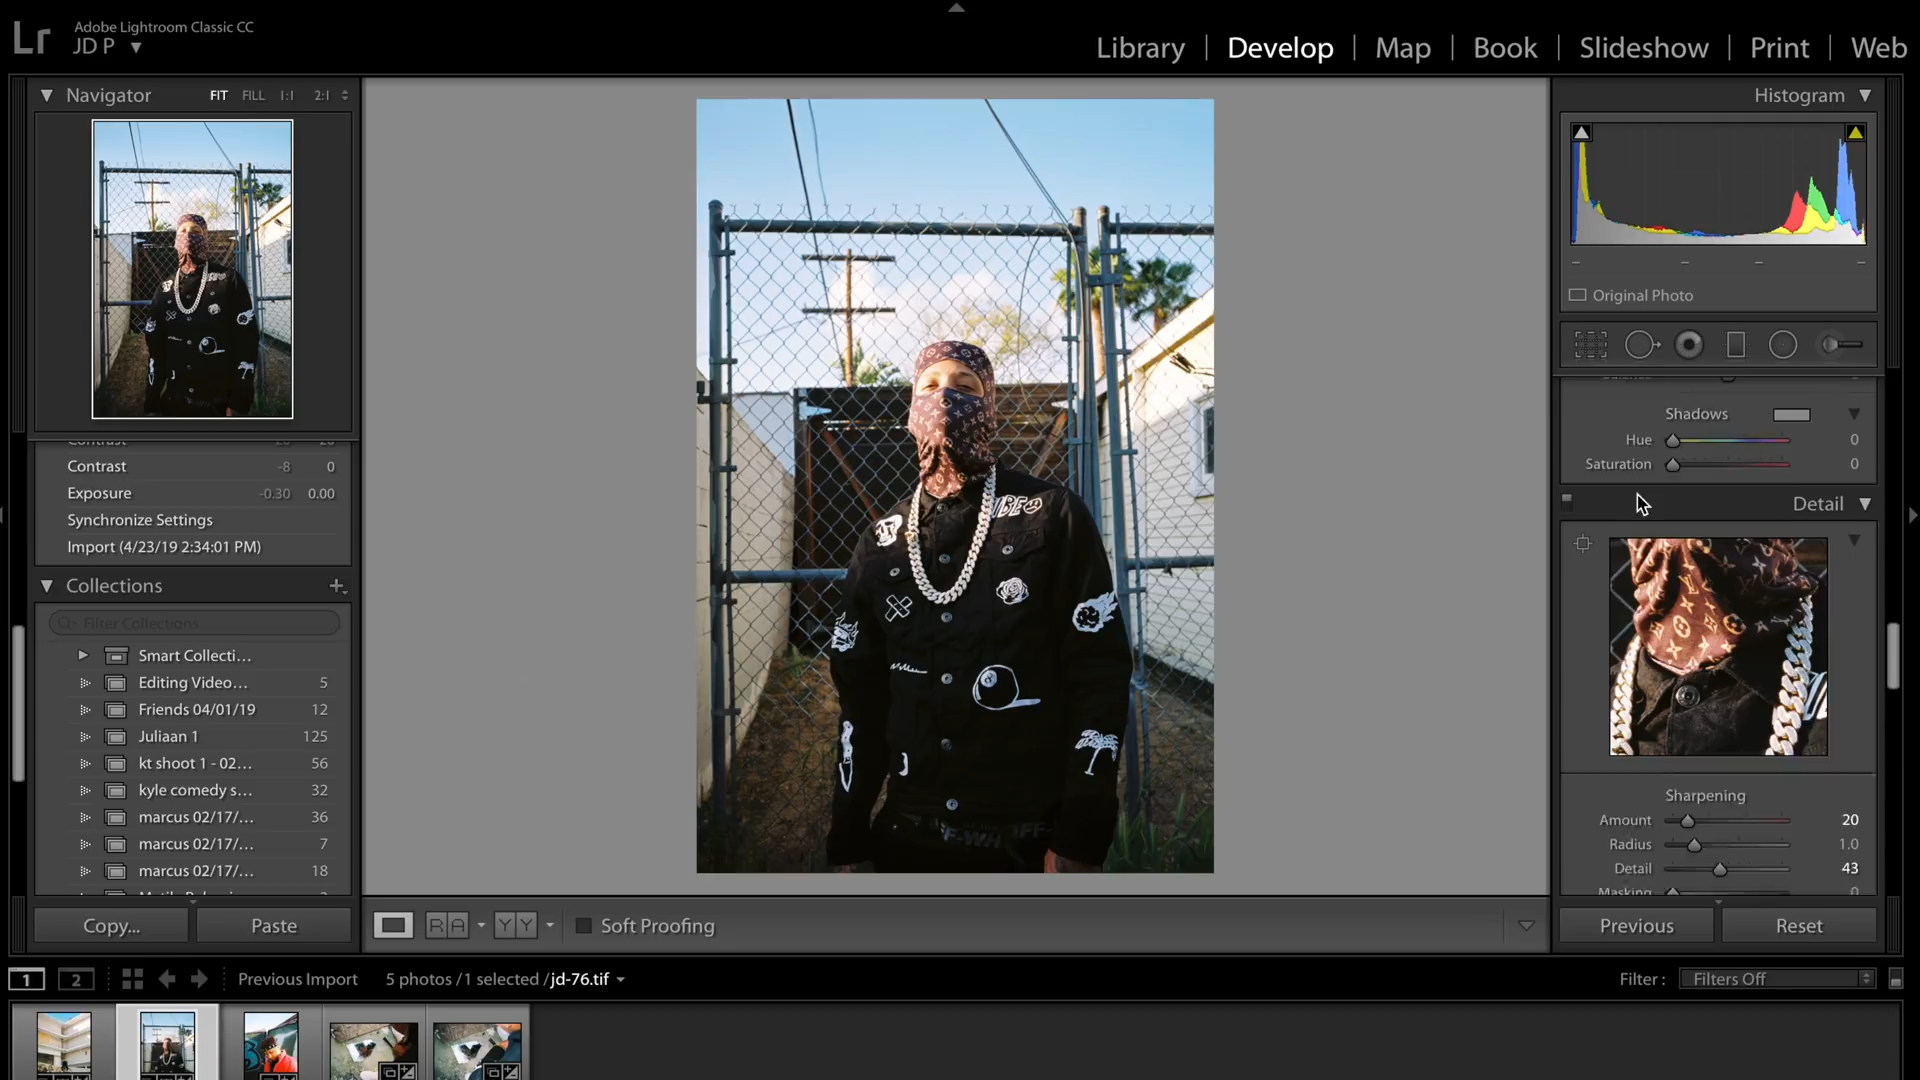 Lr
Adobe Lightroom Classic CC
JD P
Library | Develop | Map | Book | Slideshow | Print | Web
Navigator FIT FILL 1:1 2:1
Contrast -8 0
Exposure -0.30 0.00
Synchronize Settings
Import (4/23/19 2:34:01 PM)
Collections +
Filter Collections
Smart Collecti...
Editing Video... 5
Friends 04/01/19 12
Juliaan 1 125
kt shoot 1 - 02... 56
kyle comedy s... 32
marcus 02/17/... 36
marcus 02/17/... 7
marcus 02/17/... 18
Copy... Paste
R A Y Y Soft Proofing
Histogram
Original Photo
Shadows
Hue 0
Saturation 0
Detail
Sharpening
Amount 20
Radius 1.0
Detail 43
Masking 0
Previous Reset
1 2 Previous Import 5 photos /1 selected /jd-76.tif
Filter : Filters Off